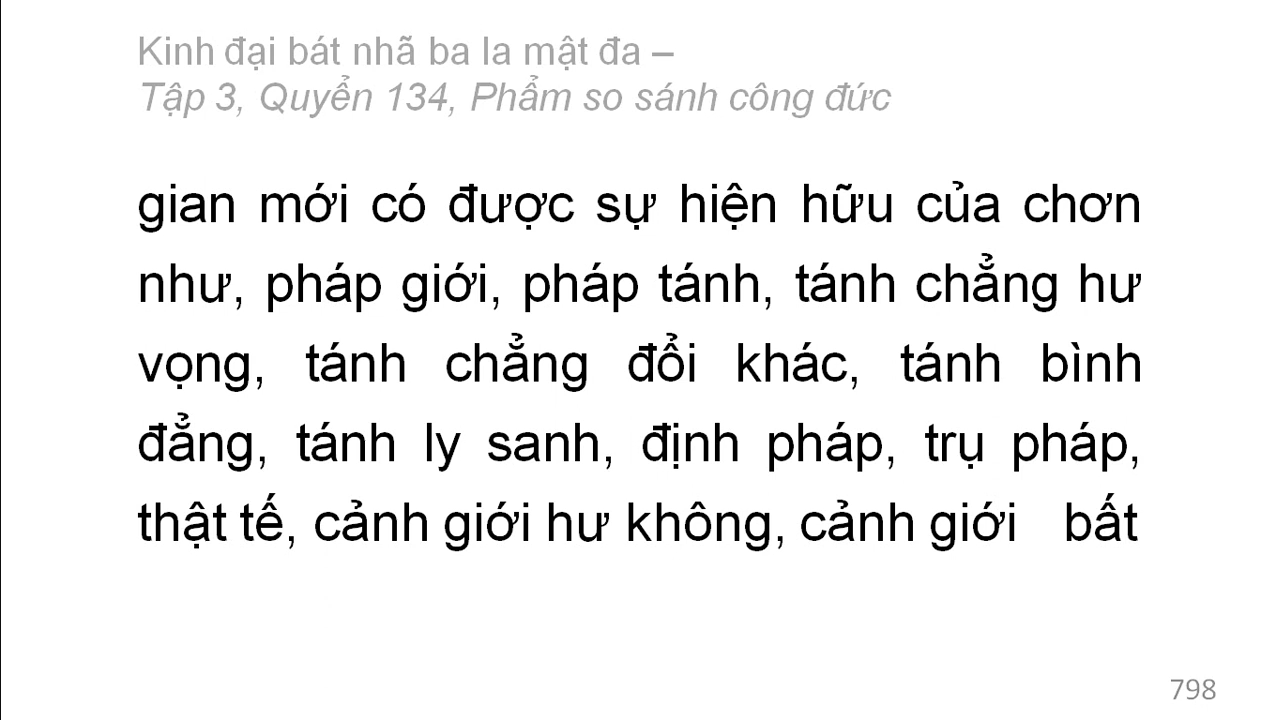 Kinh đại bát nhã ba la mật đa –
Tập 3, Quyển 134, Phẩm so sánh công đức
gian mới có được sự hiện hữu của chơn
như, pháp giới, pháp tánh, tánh chẳng hư
vọng, tánh chẳng đổi khác, tánh bình
đẳng, tánh ly sanh, định pháp, trụ pháp,
thật tế, cảnh giới hư không, cảnh giới bất
798